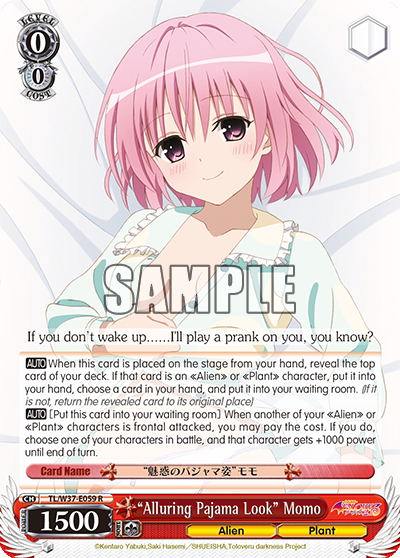 LEVEL
0
0
COST
SAMPLE
If you don't wake up......I'll play a prank on you, you know?
AUTO When this card is placed on the stage from your hand, reveal the top
card of your deck. If that card is an «Alien» or «Plant» character, put it into
your hand, choose a card in your hand, and put it into your waiting room. (If it
is not, return the revealed card to its original place)
AUTO [Put this card into your waiting room] When another of your «Alien» or
«Plant» characters is frontal attacked, you may pay the cost. If you do,
choose one of your characters in battle, and that character gets +1000 power
until end of turn.
Card Name
“魅惑のパジャマ姿”モモ
CH
TL/W37-E059 R
POWER
1500
“Alluring Pajama Look” Momo
Alien
Plant
©Kentaro Yabuki,Saki Hasemi／SHUEISHA,Toloveru darkness Project